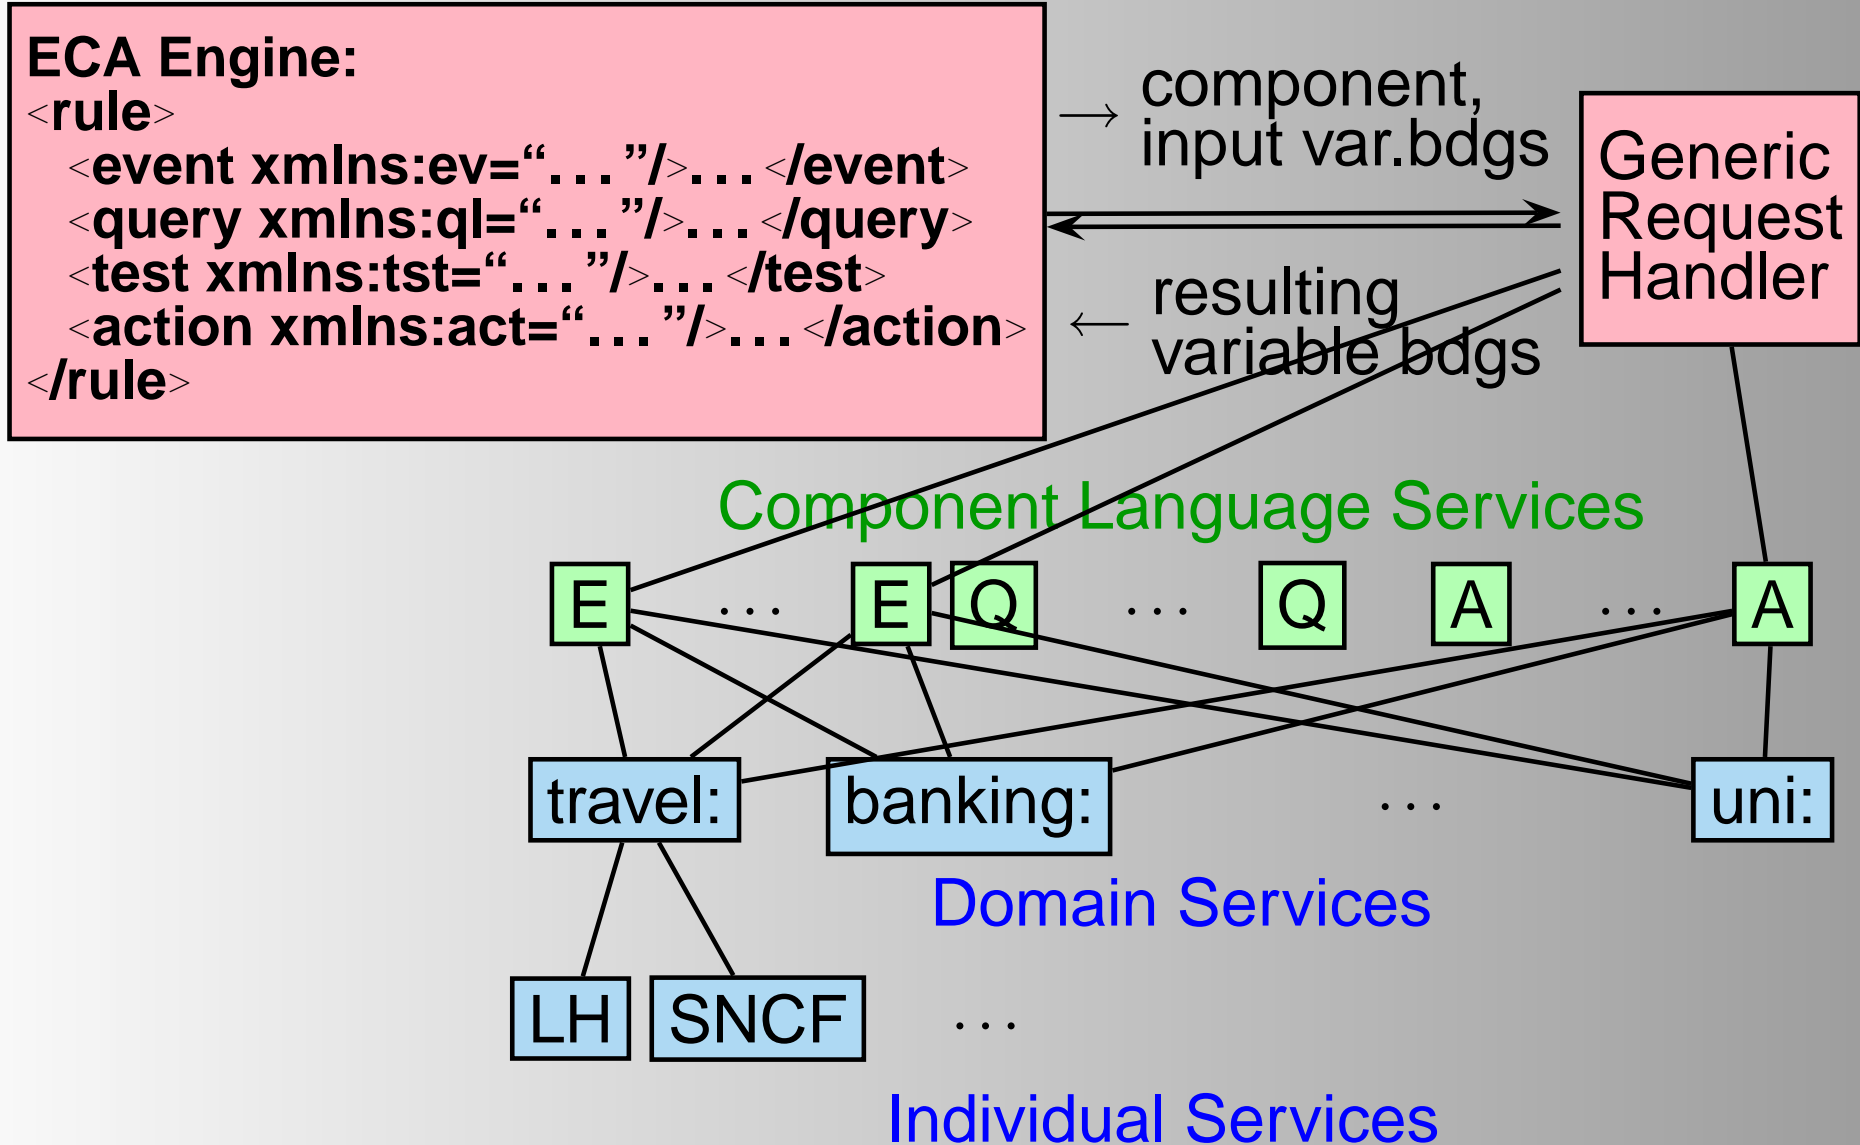 ECA Engine:
<rule>
<event xmlns:ev=“...”/>...</event>
<query xmlns:ql=“...”/>...</query>
<test xmlns:tst=“...”/>...</test>
<action xmlns:act=“...”/>...</action>
</rule>
→ component,
input var.bdgs
← resulting
variable bdgs
Generic
Request
Handler
Component Language Services
E ... E Q ... Q A ... A
travel: banking: ... uni:
Domain Services
LH SNCF ...
Individual Services